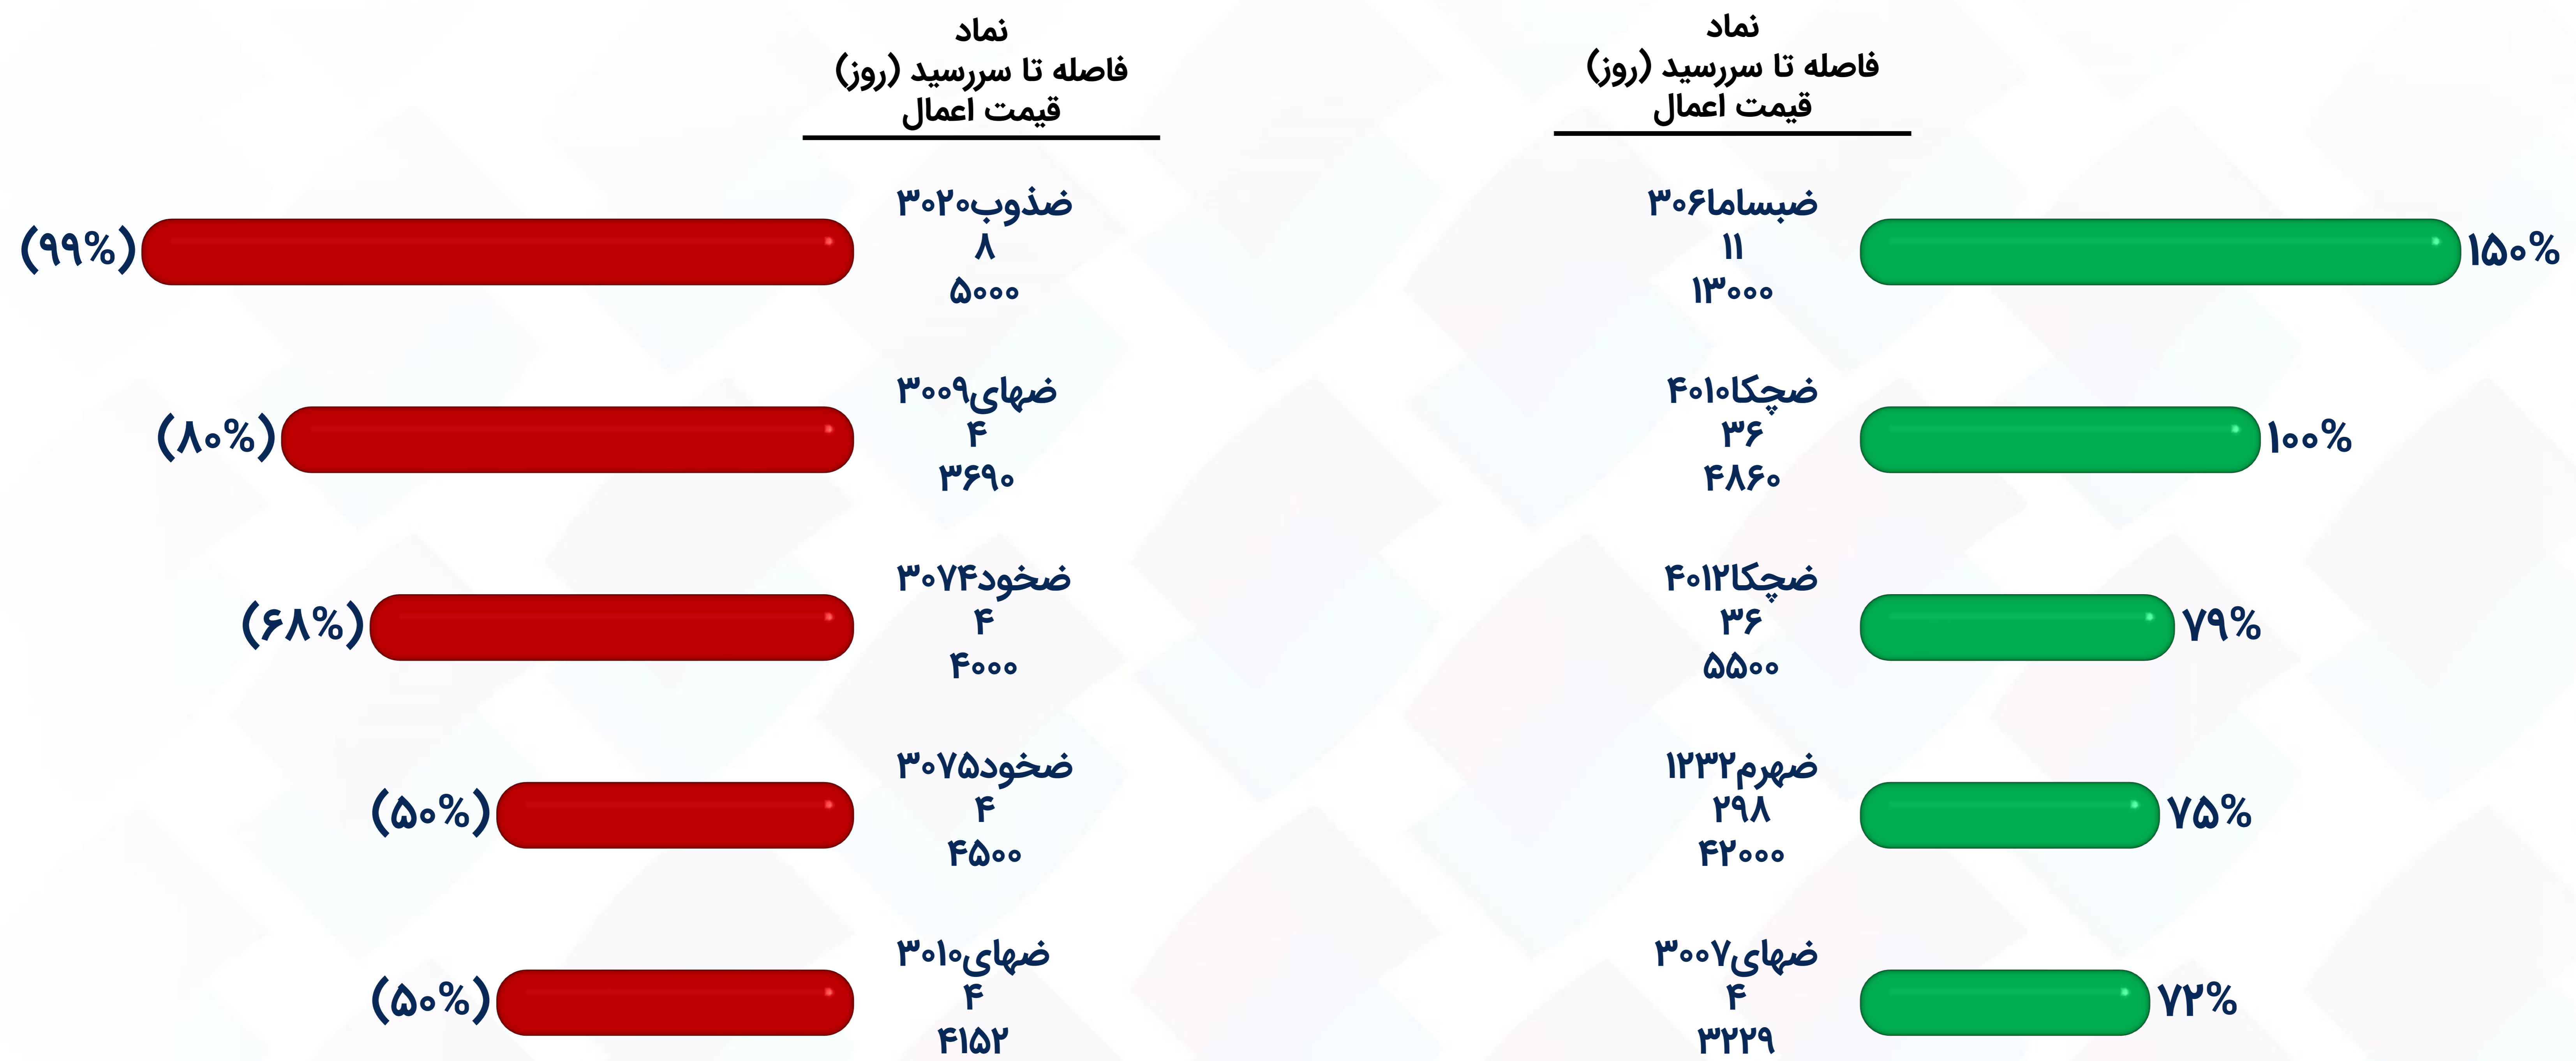 نماد
فاصله تا سررسید (روز)
قیمت اعمال
ضبساما۳۰۶
۱۱
۱۳۰۰۰
۱۵۰%
ضچکا۴۰۱۰
۳۶
۴۸۶۰
۱۰۰%
ضچکا۴۰۱۲
۳۶
۵۵۰۰
۷۹%
ضهرم۱۲۳۲
۲۹۸
۴۲۰۰۰
۷۵%
ضهای۳۰۰۷
۴
۳۲۲۹
۷۲%
نماد
فاصله تا سررسید (روز)
قیمت اعمال
ضذوب۳۰۲۰
۸
۵۰۰۰
(۹۹%)
ضهای۳۰۰۹
۴
۳۶۹۰
(۸۰%)
ضخود۳۰۷۴
۴
۴۰۰۰
(۶۸%)
ضخود۳۰۷۵
۴
۴۵۰۰
(۵۰%)
ضهای۳۰۱۰
۴
۴۱۵۲
(۵۰%)